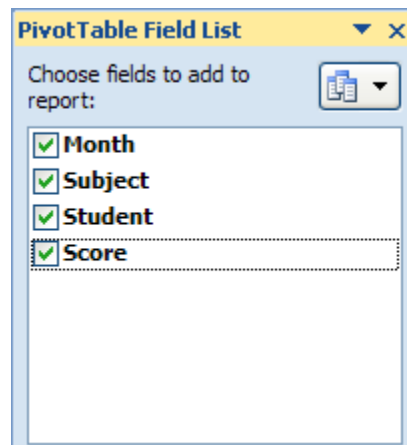 PivotTable Field List
Choose fields to add to
report:
Month
Subject
Student
Score